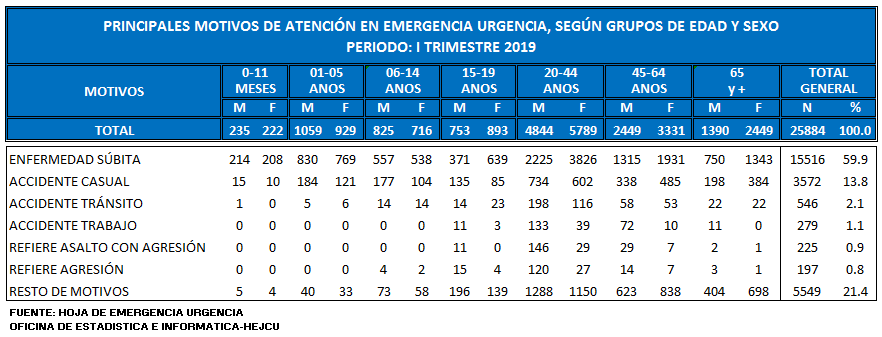 PRINCIPALES MOTIVOS DE ATENCIÓN EN EMERGENCIA URGENCIA, SEGÚN GRUPOS DE EDAD Y SEXO
PERIODO: I TRIMESTRE 2019
MOTIVOS 0-11 MESES 01-05 ANOS 06-14 ANOS 15-19 ANOS 20-44 ANOS 45-64 ANOS 65 y + TOTAL GENERAL
M F M F M F M F M F M F M F N %
TOTAL 235 222 1059 929 825 716 753 893 4844 5789 2449 3331 1390 2449 25884 100.0
ENFERMEDAD SÚBITA 214 208 830 769 557 538 371 639 2225 3826 1315 1931 750 1343 15516 59.9
ACCIDENTE CASUAL 15 10 184 121 177 104 135 85 734 602 338 485 198 384 3572 13.8
ACCIDENTE TRÁNSITO 1 0 5 6 14 14 14 23 198 116 58 53 22 22 546 2.1
ACCIDENTE TRABAJO 0 0 0 0 0 0 11 3 133 39 72 10 11 0 279 1.1
REFIERE ASALTO CON AGRESIÓN 0 0 0 0 0 0 11 0 146 29 29 7 2 1 225 0.9
REFIERE AGRESIÓN 0 0 0 0 4 2 15 4 120 27 14 7 3 1 197 0.8
RESTO DE MOTIVOS 5 4 40 33 73 58 196 139 1288 1150 623 838 404 698 5549 21.4
FUENTE: HOJA DE EMERGENCIA URGENCIA
OFICINA DE ESTADISTICA E INFORMATICA-HEJCU